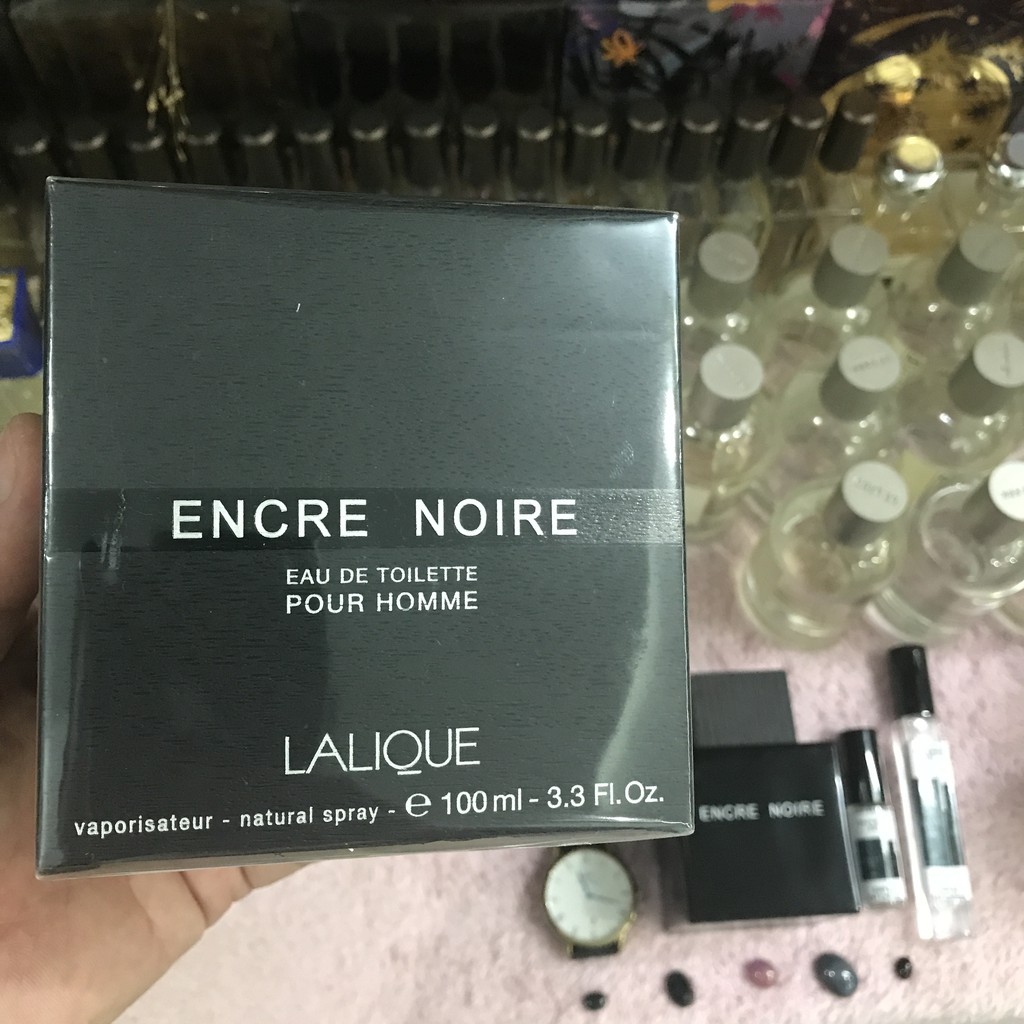 ENCRE NOIRE
EAU DE TOILETTE
POUR HOMME
LALIQUE
vaporisateur - natural spray - ℮ 100 ml - 3.3 Fl. Oz.
ENCRE NOIRE